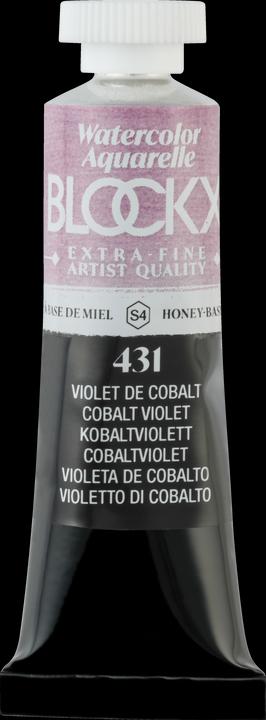 Watercolor
Aquarelle
BLOCKX
EXTRA-FINE
ARTIST QUALITY
BASE DE MIEL S4 HONEY-BAS
431
VIOLET DE COBALT
COBALT VIOLET
KOBALTVIOLETT
COBALTVIOLET
VIOLETA DE COBALTO
VIOLETTO DI COBALTO